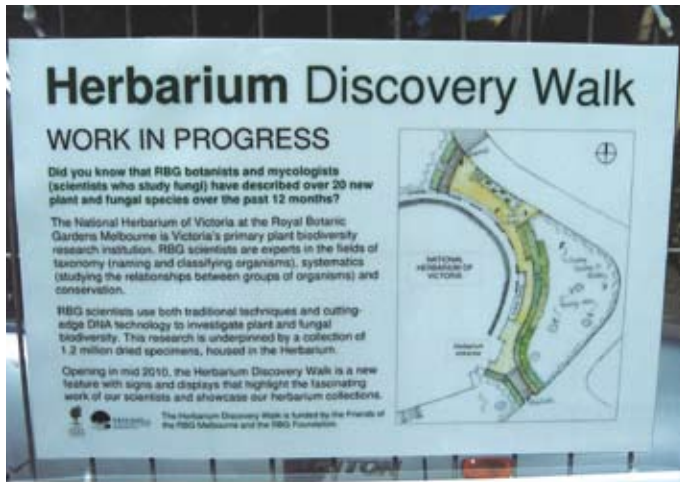 Herbarium Discovery Walk
WORK IN PROGRESS
Did you know that RBG botanists and mycologists
(scientists who study fungi) have described over 20 new
plant and fungal species over the past 12 months?
The National Herbarium of Victoria at the Royal Botanic
Gardens Melbourne is Victoria's primary plant biodiversity
research institution. RBG scientists are experts in the fields of
taxonomy (naming and classifying organisms), systematics
(studying the relationships between groups of organisms) and
conservation.
RBG scientists use both traditional techniques and cutting-
edge DNA technology to investigate plant and fungal
biodiversity. This research is underpinned by a collection of
1.2 million dried specimens, housed in the Herbarium.
Opening in mid 2010, the Herbarium Discovery Walk is a new
feature with signs and displays that highlight the fascinating
work of our scientists and showcase our herbarium collections.
The Herbarium Discovery Walk is funded by the Friends of
the RBG Melbourne and the RBG Foundation.
NATIONAL
HERBARIUM OF
VICTORIA
Herbarium
entrance